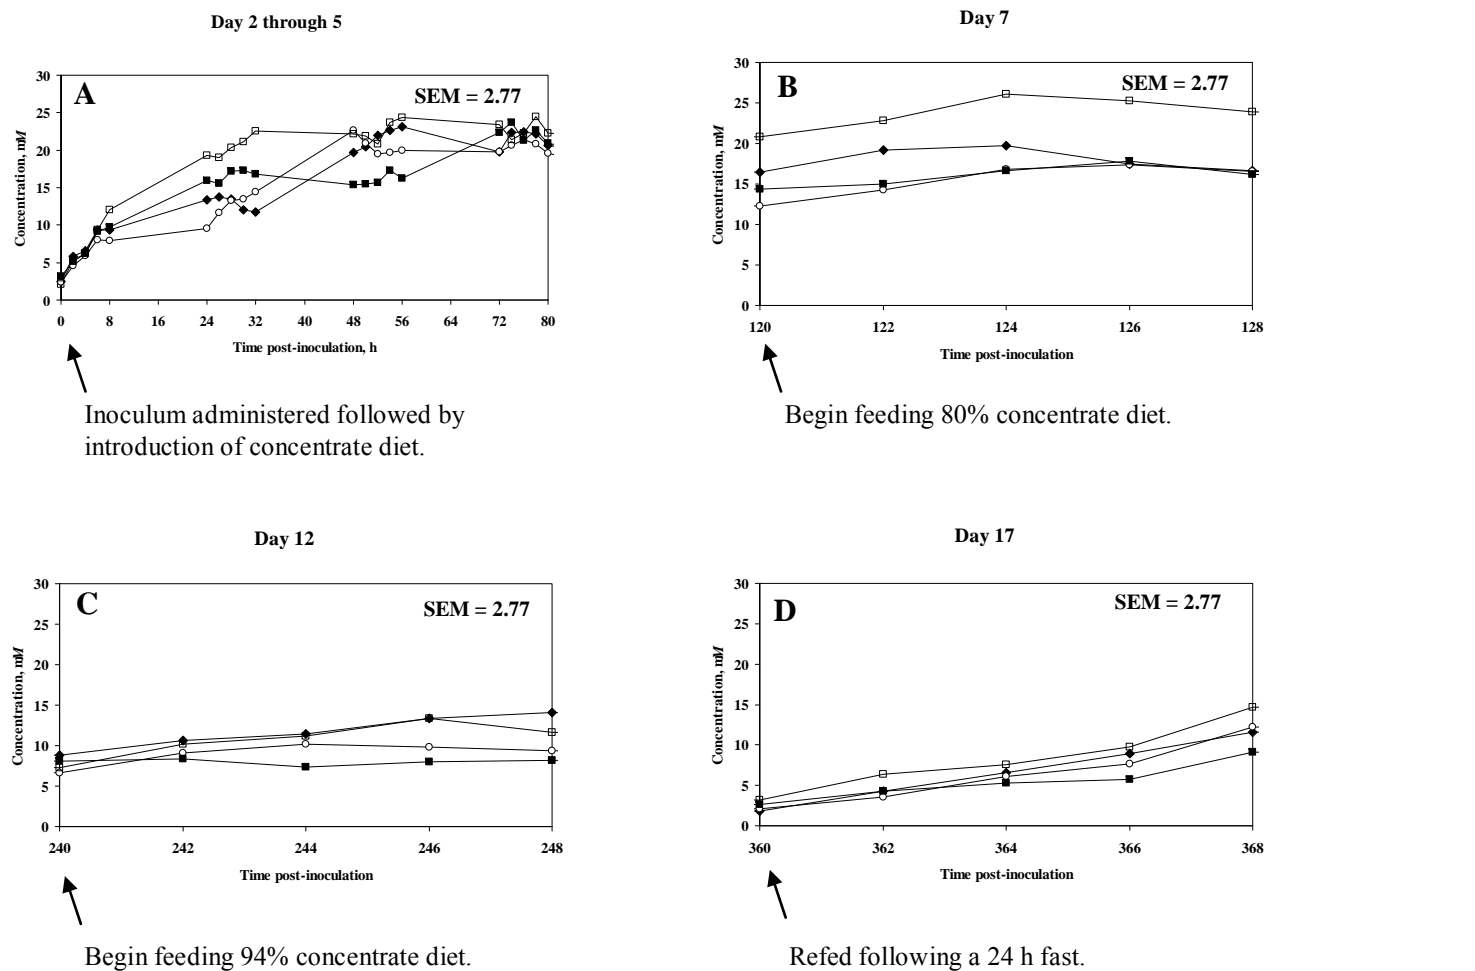 Day 2 through 5
A
SEM = 2.77
30
25
20
15
10
5
0
Concentration, mM
0 8 16 24 32 40 48 56 64 72 80
Time post-inoculation, h
Inoculum administered followed by
introduction of concentrate diet.
Day 7
B
SEM = 2.77
30
25
20
15
10
5
0
Concentration, mM
120 122 124 126 128
Time post-inoculation
Begin feeding 80% concentrate diet.
Day 12
C
SEM = 2.77
30
25
20
15
10
5
0
Concentration, mM
240 242 244 246 248
Time post-inoculation
Begin feeding 94% concentrate diet.
Day 17
D
SEM = 2.77
30
25
20
15
10
5
0
Concentration, mM
360 362 364 366 368
Time post-inoculation
Refed following a 24 h fast.